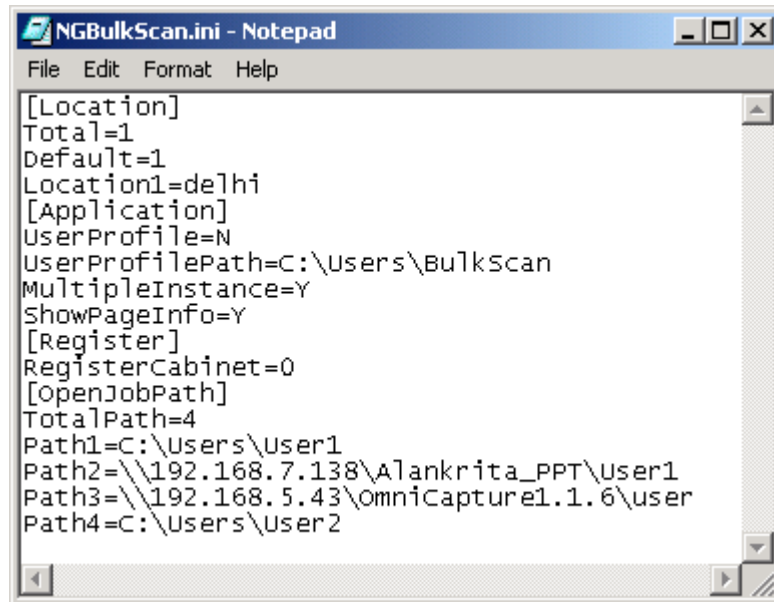 NGBulkScan.ini - Notepad
File Edit Format Help
[Location]
Total=1
Default=1
Location1=delhi
[Application]
UserProfile=N
UserProfilePath=C:\Users\BulkScan
MultipleInstance=Y
ShowPageInfo=Y
[Register]
RegisterCabinet=0
[OpenJobPath]
TotalPath=4
Path1=C:\Users\User1
Path2=\\192.168.7.138\Alankrita_PPT\User1
Path3=\\192.168.5.43\OmniCapture1.1.6\user
Path4=C:\Users\User2